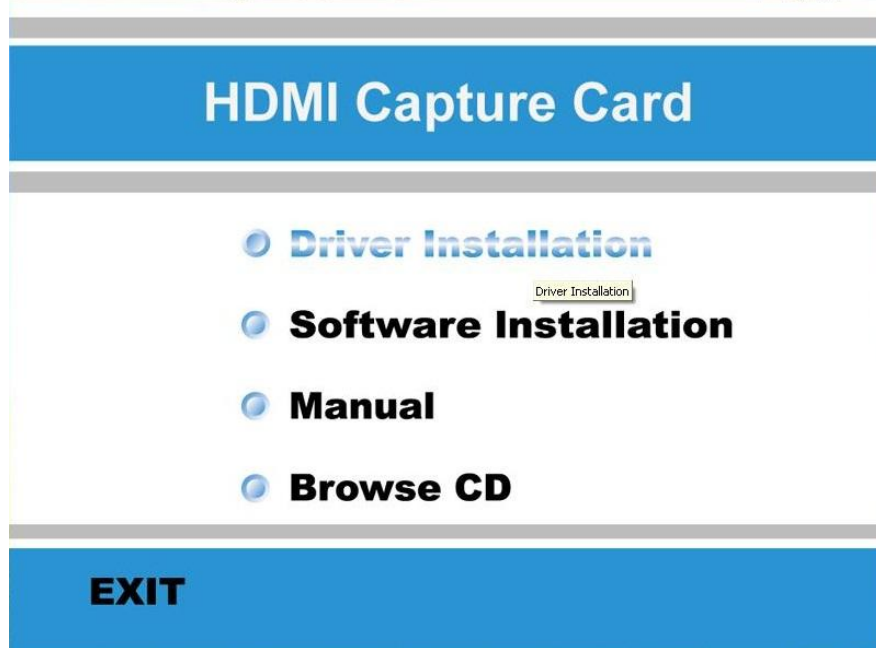 HDMI Capture Card
Driver Installation
Driver Installation
Software Installation
Manual
Browse CD
EXIT